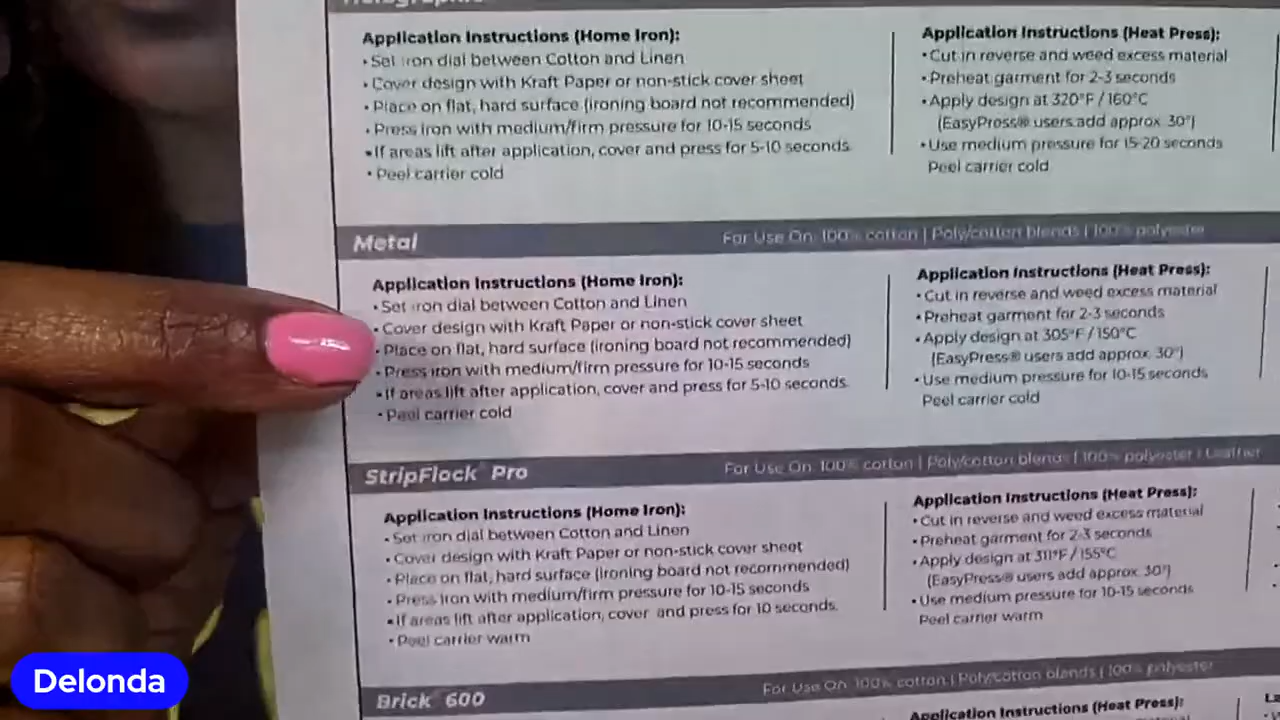 Holographic
Application Instructions (Home Iron):
• Set iron dial between Cotton and Linen
• Cover design with Kraft Paper or non-stick cover sheet
• Place on flat, hard surface (ironing board not recommended)
• Press iron with medium/firm pressure for 10-15 seconds
• If areas lift after application, cover and press for 5-10 seconds.
• Peel carrier cold
Application Instructions (Heat Press):
• Cut in reverse and weed excess material
• Preheat garment for 2-3 seconds
• Apply design at 320°F / 160°C
(EasyPress® users add approx. 30°)
• Use medium pressure for 15-20 seconds
Peel carrier cold
Metal For Use On: 100% cotton | Poly/cotton blends | 100% polyester
Application Instructions (Home Iron):
• Set iron dial between Cotton and Linen
• Cover design with Kraft Paper or non-stick cover sheet
• Place on flat, hard surface (ironing board not recommended)
• Press iron with medium/firm pressure for 10-15 seconds
• If areas lift after application, cover and press for 5-10 seconds.
• Peel carrier cold
Application Instructions (Heat Press):
• Cut in reverse and weed excess material
• Preheat garment for 2-3 seconds
• Apply design at 305°F / 150°C
(EasyPress® users add approx. 30°)
• Use medium pressure for 10-15 seconds
Peel carrier cold
StripFlock® Pro For Use On: 100% cotton | Poly/cotton blends | 100% polyester | Leather
Application Instructions (Home Iron):
• Set iron dial between Cotton and Linen
• Cover design with Kraft Paper or non-stick cover sheet
• Place on flat, hard surface (ironing board not recommended)
• Press iron with medium/firm pressure for 10-15 seconds
• If areas lift after application, cover and press for 10 seconds.
• Peel carrier warm
Application Instructions (Heat Press):
• Cut in reverse and weed excess material
• Preheat garment for 2-3 seconds
• Apply design at 311°F / 155°C
(EasyPress® users add approx. 30°)
• Use medium pressure for 10-15 seconds
Peel carrier warm
Brick® 600 For Use On: 100% cotton | Poly/cotton blends | 100% polyester
Application Instructions (Heat Press):
Delonda